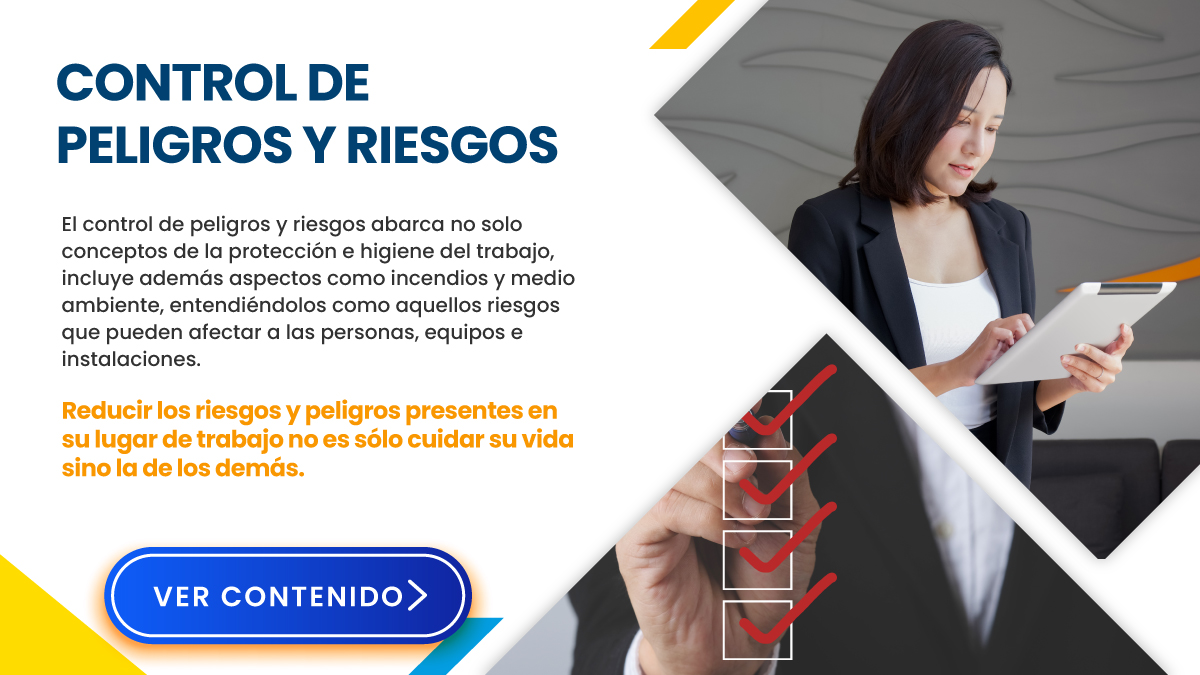 CONTROL DE
PELIGROS Y RIESGOS
El control de peligros y riesgos abarca no solo
conceptos de la protección e higiene del trabajo,
incluye además aspectos como incendios y medio
ambiente, entendiéndolos como aquellos riesgos
que pueden afectar a las personas, equipos e
instalaciones.
Reducir los riesgos y peligros presentes en
su lugar de trabajo no es sólo cuidar su vida
sino la de los demás.
VER CONTENIDO